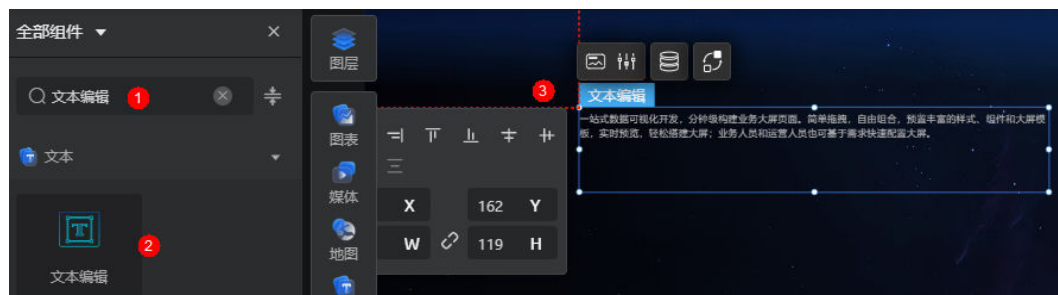 全部组件
文本编辑
1
文本
2
文本编辑
图层
图表
媒体
地图
X
162
Y
W
119
H
3
文本编辑
一站式数据可视化开发，分钟级构建业务大屏页面。简单拖拽，自由组合，预置丰富的样式、组件和大屏模
板，实时预览，轻松搭建大屏；业务人员和运营人员也可基于需求快速配置大屏。